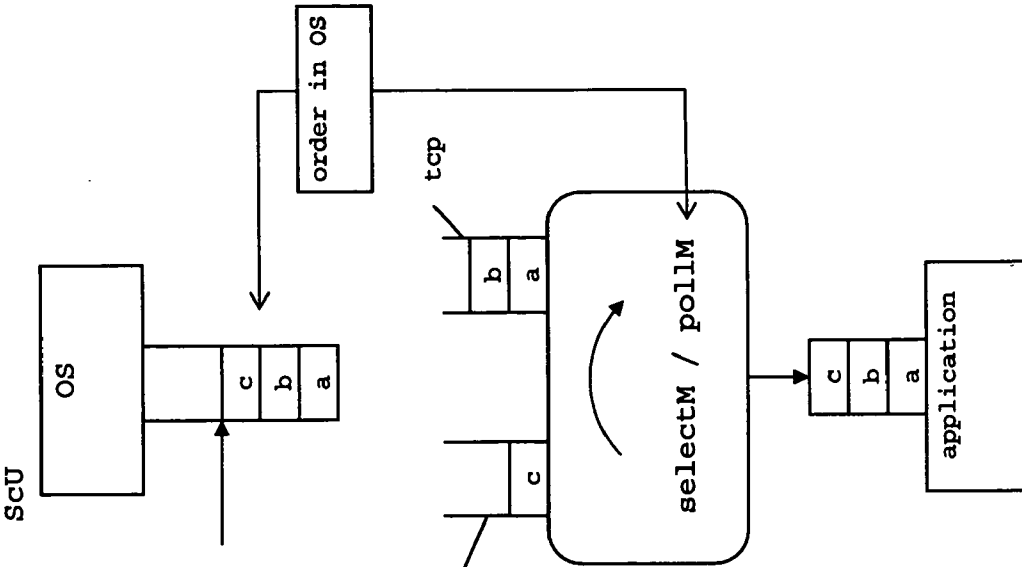 ScU
OS
order in OS
c
b
a
tcp
b
a
c
selectM / pollM
c
b
a
application